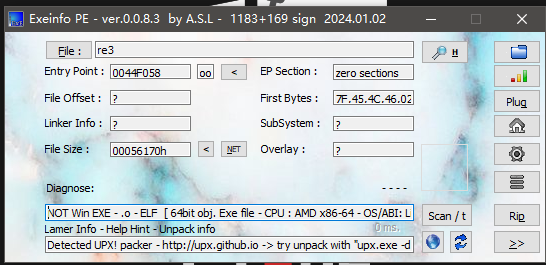 Exeinfo PE - ver.0.0.8.3 by A.S.L - 1183+169 sign 2024.01.02
File : re3 H
Entry Point : 0044F058 oo < EP Section : zero sections
File Offset : ? First Bytes : 7F.45.4C.46.02 Plug
Linker Info : ? SubSystem : ?
File Size : 00056170h < NET Overlay : ?
Diagnose: ----
NOT Win EXE - .o - ELF [ 64bit obj. Exe file - CPU : AMD x86-64 - OS/ABI: L Scan / t Rip
Lamer Info - Help Hint - Unpack info 0 ms.
Detected UPX! packer - http://upx.github.io -> try unpack with "upx.exe -d >>